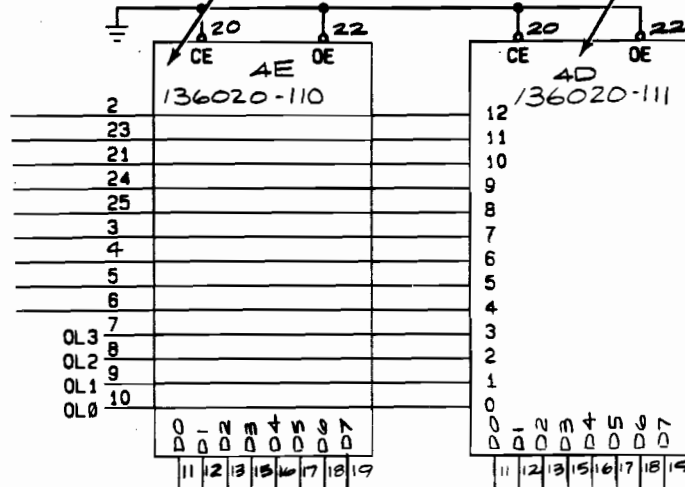 20 22 20 22
CE OE CE OE
4E 4D
136020-110 136020-111
2 12
23 11
21 10
24 9
25 8
3 7
4 6
5 5
6 4
OL3 7 3
OL2 8 2
OL1 9 1
OL0 10 0
D0 D1 D2 D3 D4 D5 D6 D7 D0 D1 D2 D3 D4 D5 D6 D7
11 12 13 15 16 17 18 19 11 12 13 15 16 17 18 19